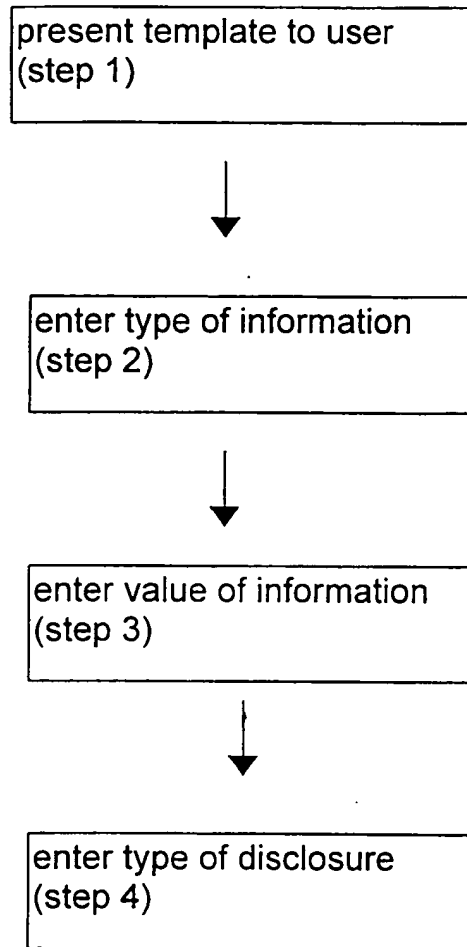 present template to user
(step 1)
enter type of information
(step 2)
enter value of information
(step 3)
enter type of disclosure
(step 4)